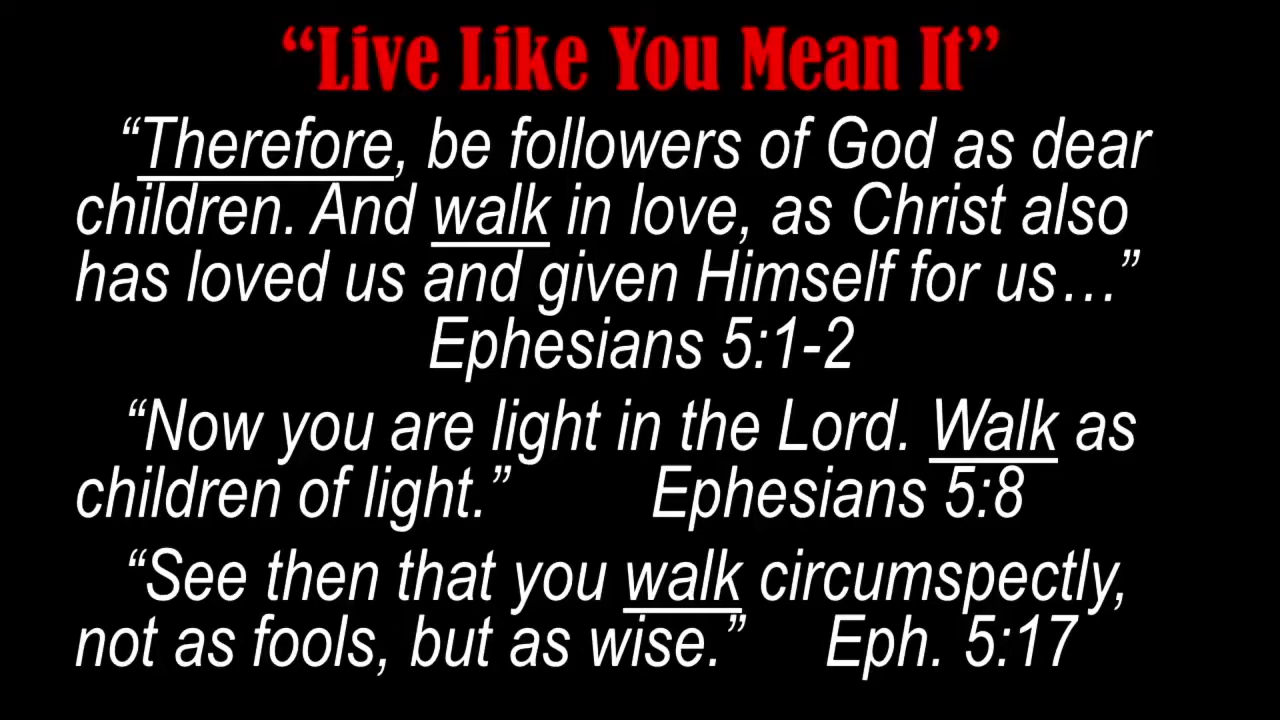 “Live Like You Mean It”
“Therefore, be followers of God as dear
children. And walk in love, as Christ also
has loved us and given Himself for us…”
Ephesians 5:1-2
“Now you are light in the Lord. Walk as
children of light.” Ephesians 5:8
“See then that you walk circumspectly,
not as fools, but as wise.” Eph. 5:17